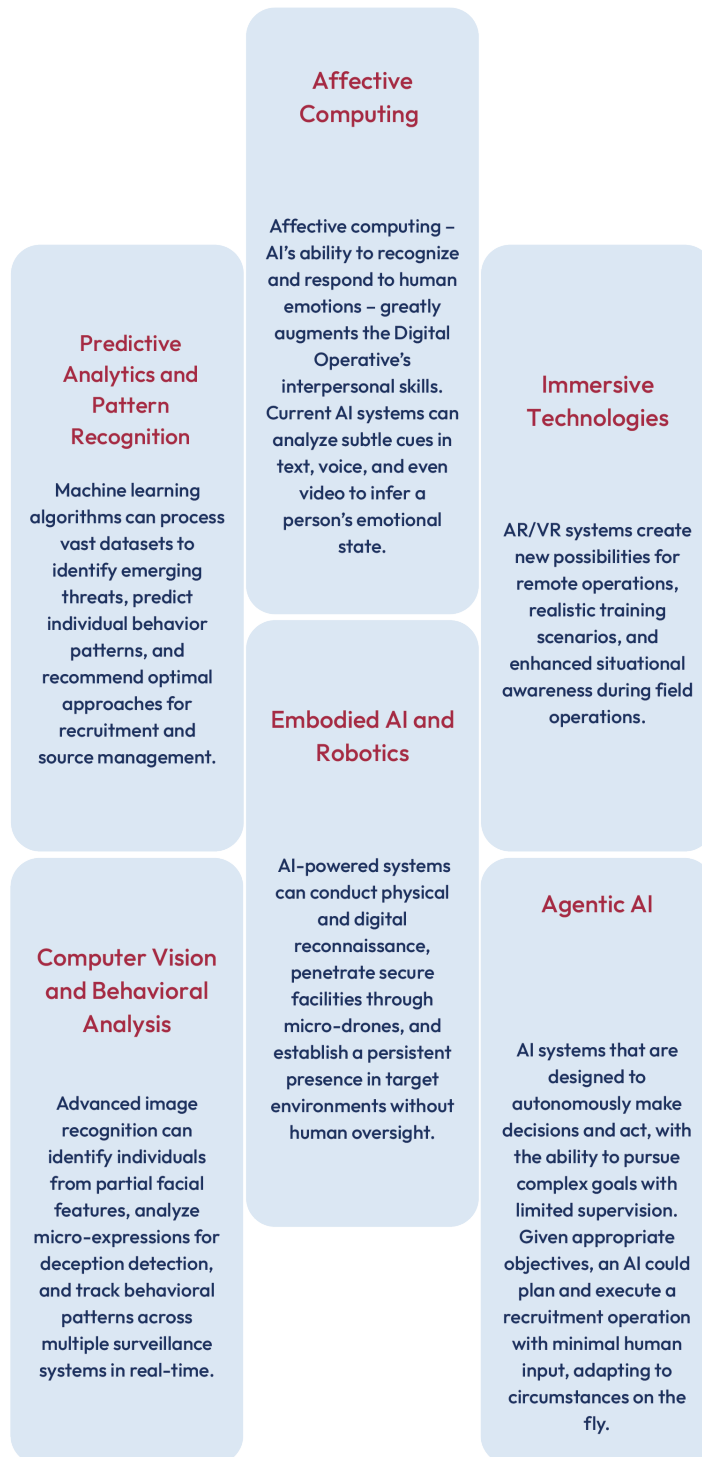 Affective
Computing
Affective computing –
AI's ability to recognize
and respond to human
emotions – greatly
augments the Digital
Operative's
interpersonal skills.
Current AI systems can
analyze subtle cues in
text, voice, and even
video to infer a
person's emotional
state.
Predictive
Analytics and
Pattern
Recognition
Machine learning
algorithms can process
vast datasets to
identify emerging
threats, predict
individual behavior
patterns, and
recommend optimal
approaches for
recruitment and
source management.
Immersive
Technologies
AR/VR systems create
new possibilities for
remote operations,
realistic training
scenarios, and
enhanced situational
awareness during field
operations.
Embodied AI and
Robotics
AI-powered systems
can conduct physical
and digital
reconnaissance,
penetrate secure
facilities through
micro-drones, and
establish a persistent
presence in target
environments without
human oversight.
Computer Vision
and Behavioral
Analysis
Advanced image
recognition can
identify individuals
from partial facial
features, analyze
micro-expressions for
deception detection,
and track behavioral
patterns across
multiple surveillance
systems in real-time.
Agentic AI
AI systems that are
designed to
autonomously make
decisions and act, with
the ability to pursue
complex goals with
limited supervision.
Given appropriate
objectives, an AI could
plan and execute a
recruitment operation
with minimal human
input, adapting to
circumstances on the
fly.